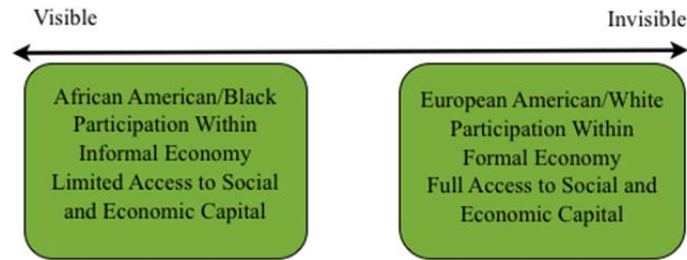 Visible
Invisible
African American/Black
Participation Within
Informal Economy
Limited Access to Social
and Economic Capital
European American/White
Participation Within
Formal Economy
Full Access to Social and
Economic Capital